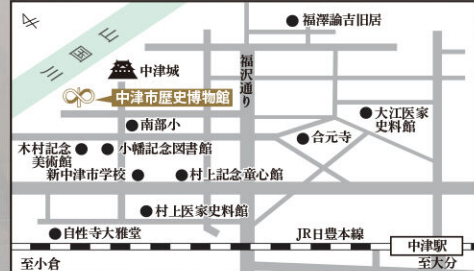 福澤諭吉旧居
山国川
中津城
福沢通り
中津市歴史博物館
大江医家
史料館
南部小
合元寺
木村記念
美術館
小幡記念図書館
新中津市学校
村上記念童心館
村上医家史料館
自性寺大雅堂
JR日豊本線
中津駅
至小倉
至大分